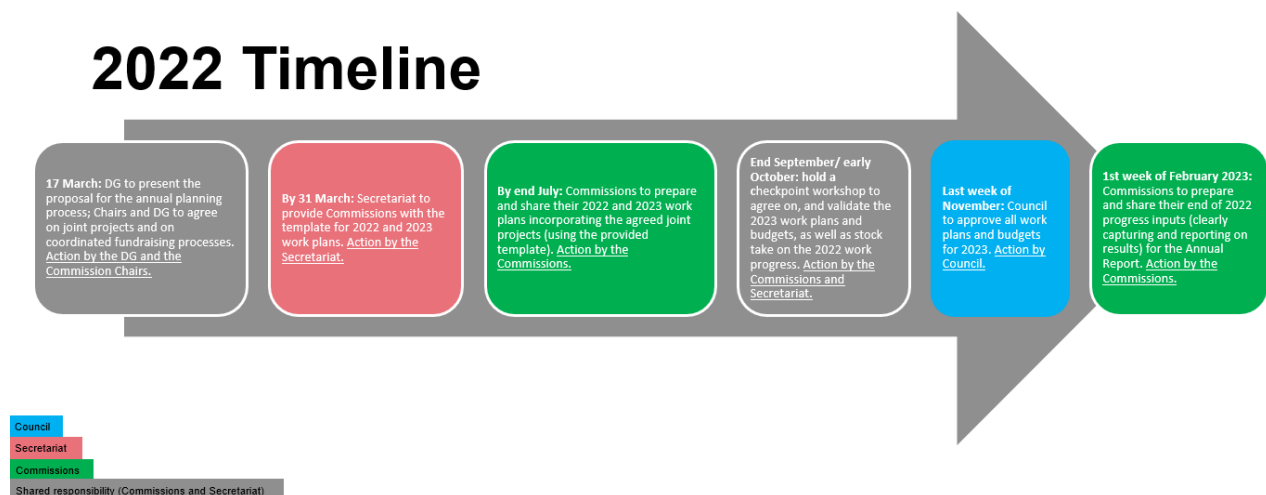 2022 Timeline
17 March: DG to present the
proposal for the annual planning
process; Chairs and DG to agree
on joint projects and on
coordinated fundraising processes.
Action by the DG and the
Commission Chairs.
By 31 March: Secretariat to
provide Commissions with the
template for 2022 and 2023
work plans. Action by the
Secretariat.
By end July: Commissions to prepare
and share their 2022 and 2023 work
plans incorporating the agreed joint
projects (using the provided
template). Action by the
Commissions.
End September/ early
October: hold a
checkpoint workshop to
agree on, and validate the
2023 work plans and
budgets, as well as stock
take on the 2022 work
progress. Action by the
Commissions and
Secretariat.
Last week of
November: Council
to approve all work
plans and budgets
for 2023. Action by
Council.
1st week of February 2023:
Commissions to prepare
and share their end of 2022
progress inputs (clearly
capturing and reporting on
results) for the Annual
Report. Action by the
Commissions.
Council
Secretariat
Commissions
Shared responsibility (Commissions and Secretariat)